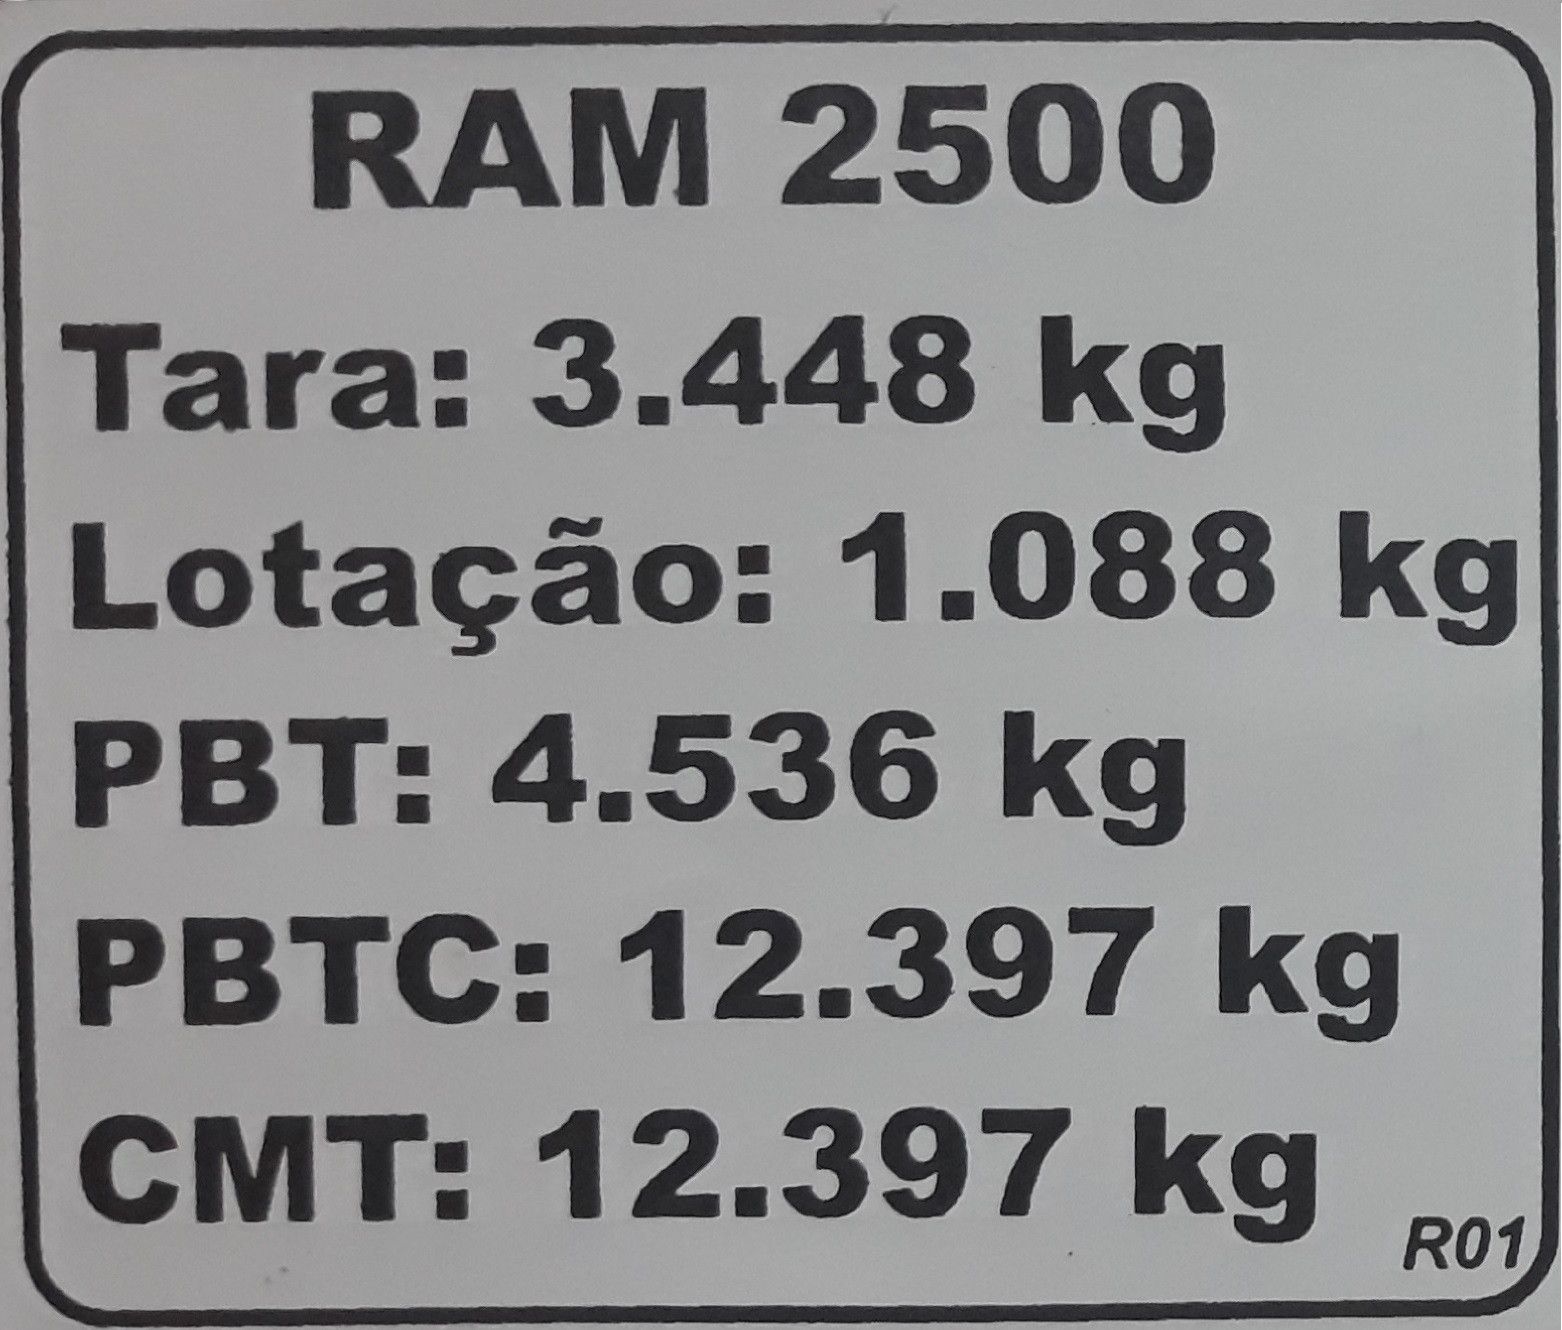 RAM 2500
Tara: 3.448 kg
Lotação: 1.088 kg
PBT: 4.536 kg
PBTC: 12.397 kg
CMT: 12.397 kg
R01